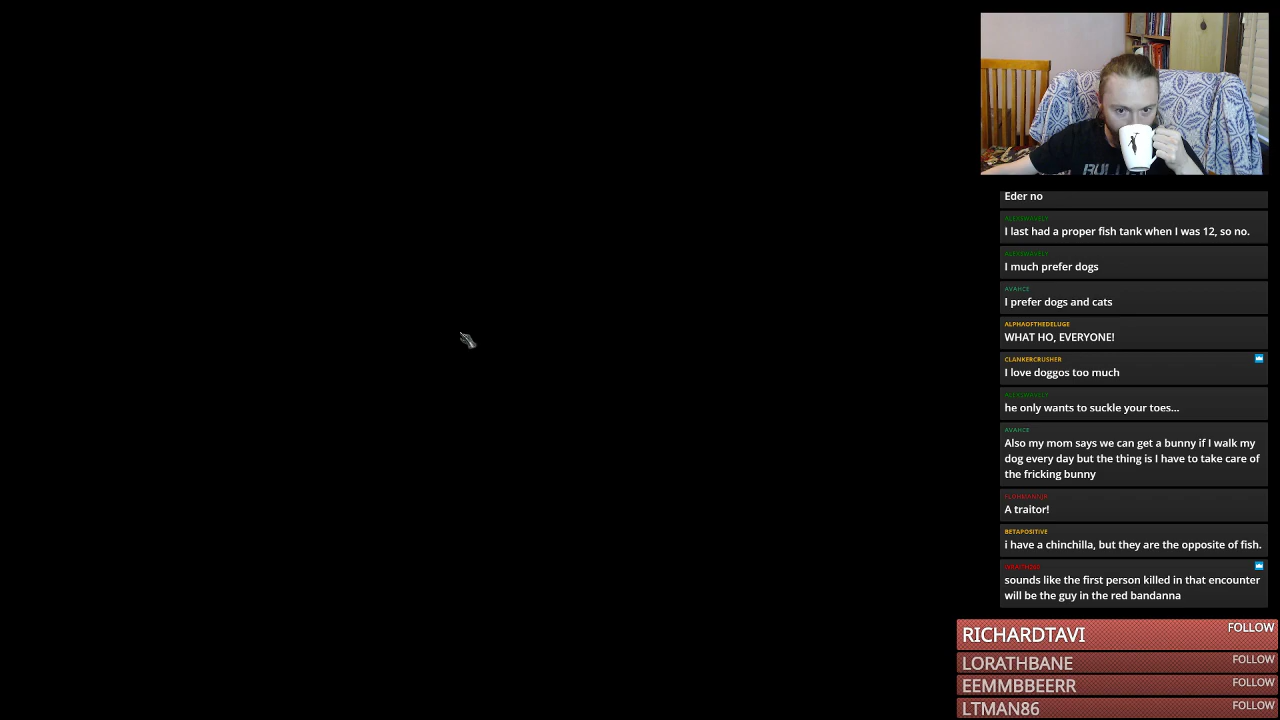 Eder no
ALEXSWAVELY
I last had a proper fish tank when I was 12, so no.
ALEXSWAVELY
I much prefer dogs
AVAHCE
I prefer dogs and cats
ALPHAOFTHEDELUGE
WHAT HO, EVERYONE!
CLANKERCRUSHER
I love doggos too much
ALEXSWAVELY
he only wants to suckle your toes...
AVAHCE
Also my mom says we can get a bunny if I walk my
dog every day but the thing is I have to take care of
the fricking bunny
A traitor!
BETAPOSITIVE
i have a chinchilla, but they are the opposite of fish.
sounds like the first person killed in that encounter
will be the guy in the red bandanna
RICHARDTAVI FOLLOW
LORATHBANE FOLLOW
EEMMBBEERR FOLLOW
LTMAN86 FOLLOW